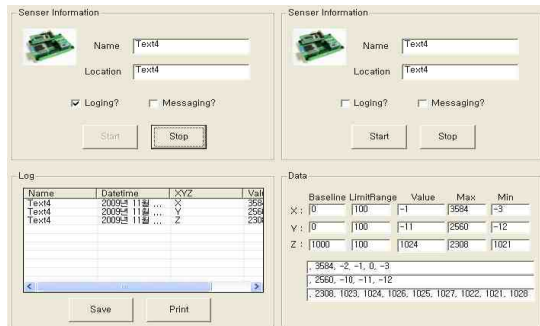 Senser Information
Name Text4
Location Text4
Loging? Messaging?
Start Stop
Senser Information
Name Text4
Location Text4
Loging? Messaging?
Start Stop
Log
Name Datetime XYZ
Text4 2009년 11월 ... X 3584
Text4 2009년 11월 ... Y 2560
Text4 2009년 11월 ... Z 2308
Save Print
Data
Baseline LimitRange Value Max Min
X : 0 100 -1 3584 -3
Y : 0 100 -11 2560 -12
Z : 1000 100 1024 2308 1021
, 3584, -2, -1, 0, -3
, 2560, -10, -11, -12
, 2308, 1023, 1024, 1026, 1025, 1027, 1022, 1021, 1028